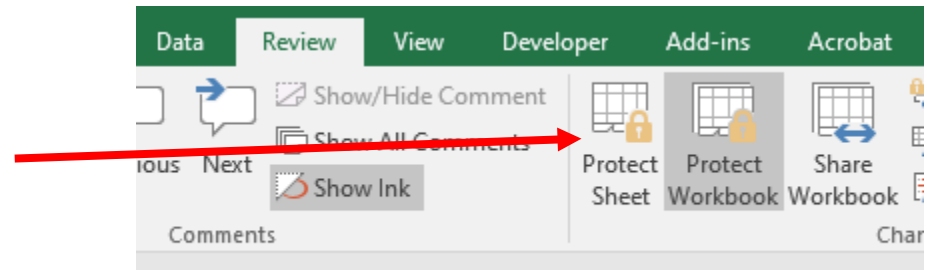 Data Review View Developer Add-ins Acrobat
Show/Hide Comment
Show All Comments
ious Next Protect Protect Share
Show Ink Sheet Workbook Workbook
Comments Char